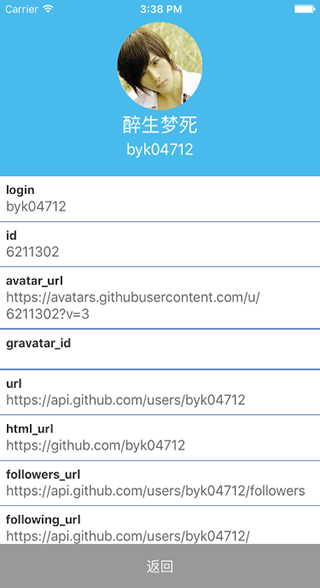 Carrier 3:38 PM
醉生梦死
byk04712
login
byk04712
id
6211302
avatar_url
https://avatars.githubusercontent.com/u/
6211302?v=3
gravatar_id
url
https://api.github.com/users/byk04712
html_url
https://github.com/byk04712
followers_url
https://api.github.com/users/byk04712/followers
following_url
https://api.github.com/users/byk04712/
返回